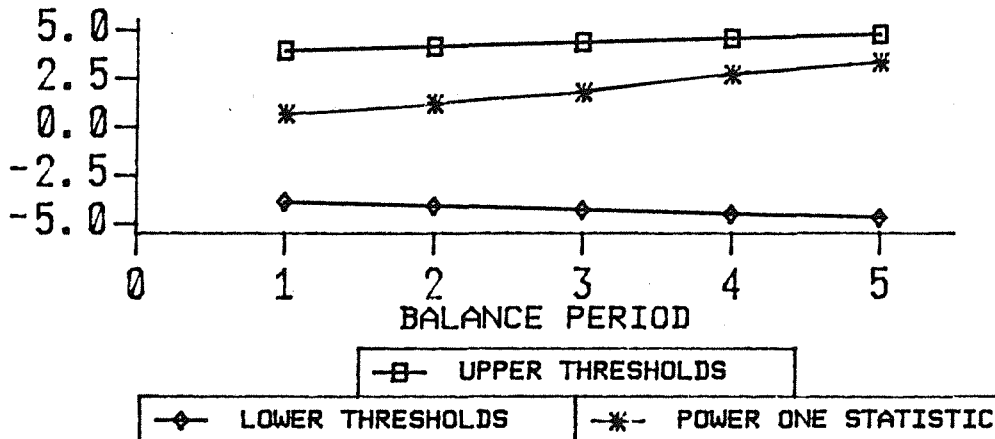 5.0
2.5
0.0
-2.5
-5.0
0 1 2 3 4 5
BALANCE PERIOD
UPPER THRESHOLDS
LOWER THRESHOLDS POWER ONE STATISTIC